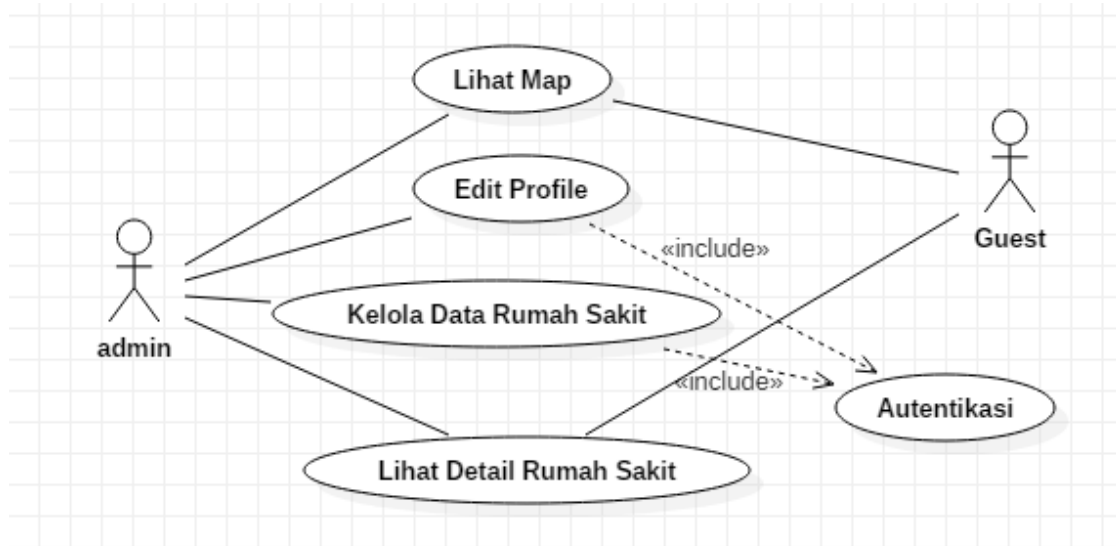 Lihat Map
Edit Profile
«include»
Guest
Kelola Data Rumah Sakit
admin
«include»
Autentikasi
Lihat Detail Rumah Sakit